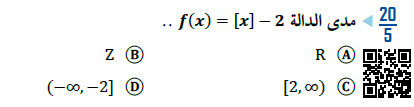 20/5 ◀ مدى الدالة f(x) = [x] − 2 ..
R Ⓐ Z Ⓑ
[2, ∞) Ⓒ (−∞, −2] Ⓓ